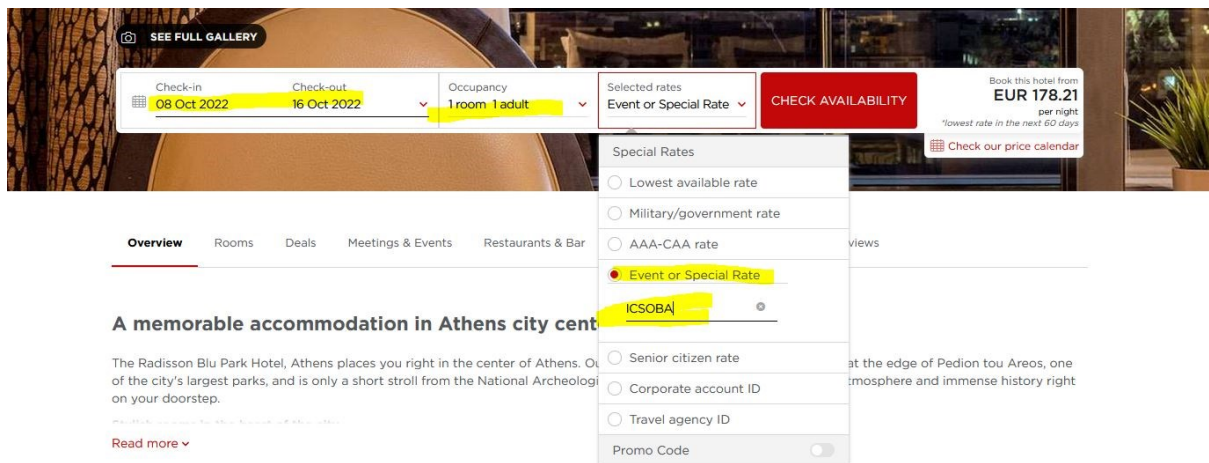 SEE FULL GALLERY
Check-in
08 Oct 2022
Check-out
16 Oct 2022
Occupancy
1 room 1 adult
Selected rates
Event or Special Rate
CHECK AVAILABILITY
Book this hotel from
EUR 178.21
per night
*lowest rate in the next 60 days
Check our price calendar
Special Rates
Lowest available rate
Military/government rate
AAA-CAA rate
Event or Special Rate
ICSOBA
Senior citizen rate
Corporate account ID
Travel agency ID
Promo Code
Overview Rooms Deals Meetings & Events Restaurants & Bar views
A memorable accommodation in Athens city cent
The Radisson Blu Park Hotel, Athens places you right in the center of Athens. Ou at the edge of Pedion tou Areos, one
of the city's largest parks, and is only a short stroll from the National Archeologi tmosphere and immense history right
on your doorstep.
Read more